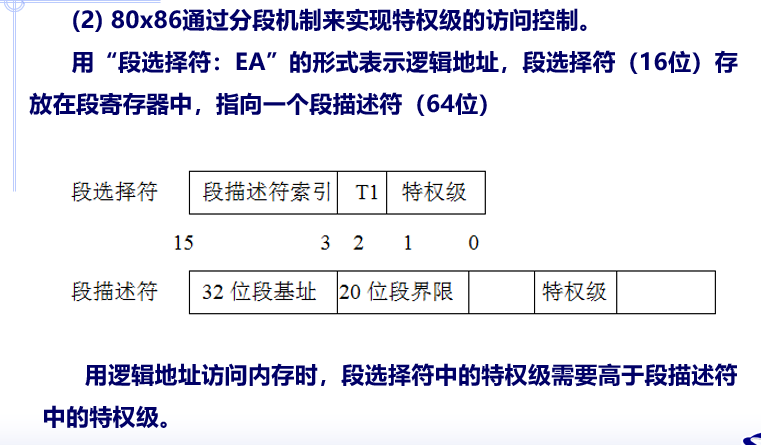 (2) 80x86通过分段机制来实现特权级的访问控制。
用“段选择符：EA”的形式表示逻辑地址，段选择符（16位）存
放在段寄存器中，指向一个段描述符（64位）
段选择符 段描述符索引 T1 特权级
15 3 2 1 0
段描述符 32 位段基址 20 位段界限 特权级
用逻辑地址访问内存时，段选择符中的特权级需要高于段描述符
中的特权级。